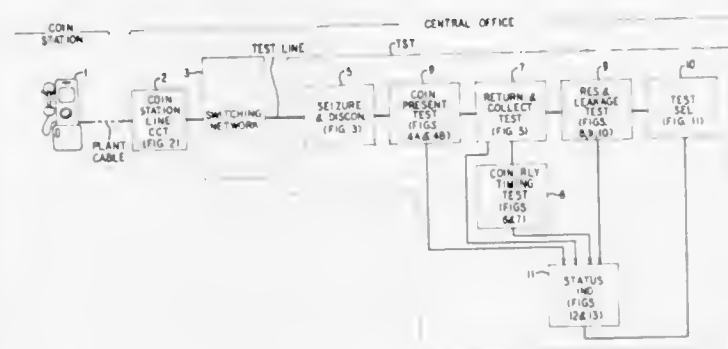 COIN
STATION
CENTRAL OFFICE
TEST LINE
TST
1
2
3
5
6
7
9
10
COIN
STATION
LINE
CCT
(FIG. 2)
SWITCHING
NETWORK
SEIZURE
& DISCON.
(FIG. 3)
COIN
PRESENT
TEST
(FIGS.
4A & 4B)
RETURN &
COLLECT
TEST
(FIG. 5)
RES. &
LEAKAGE
TEST
(FIGS.
8,9,10)
TEST
SEL
(FIG. 11)
PLANT
CABLE
COIN RLY
TIMING
TEST
(FIGS
6&7)
8
11
STATUS
IND
(FIGS
12&13)